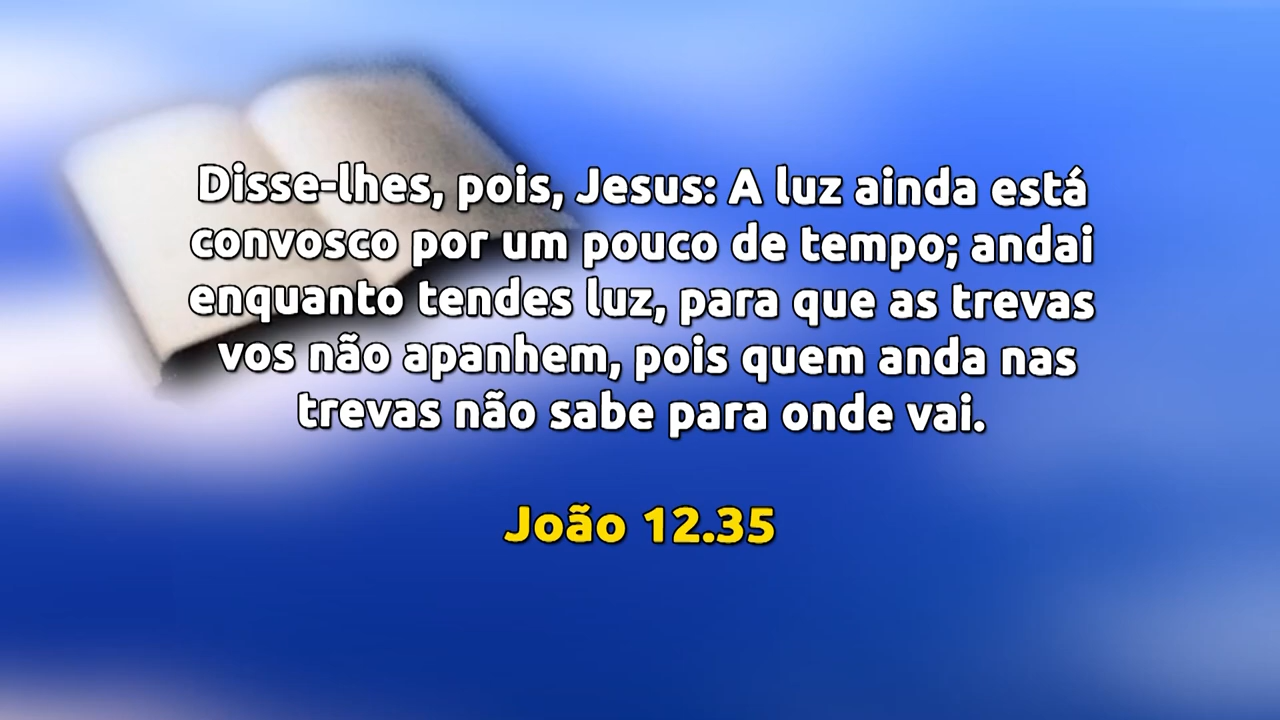 Disse-lhes, pois, Jesus: A luz ainda está
convosco por um pouco de tempo; andai
enquanto tendes luz, para que as trevas
vos não apanhem, pois quem anda nas
trevas não sabe para onde vai.
João 12.35